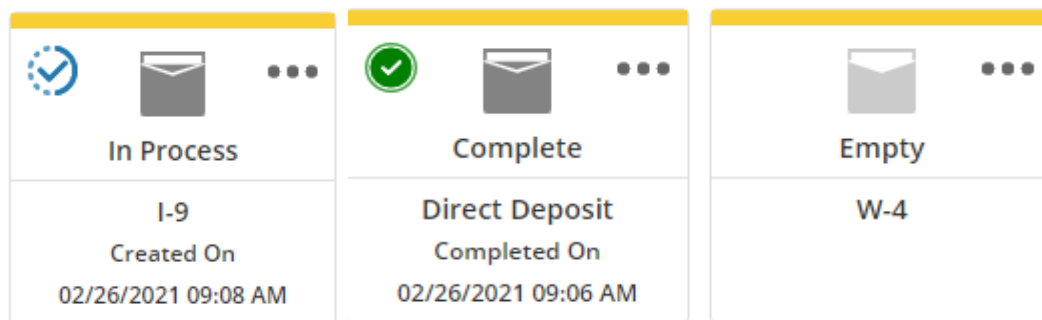 In Process
I-9
Created On
02/26/2021 09:08 AM
Complete
Direct Deposit
Completed On
02/26/2021 09:06 AM
Empty
W-4